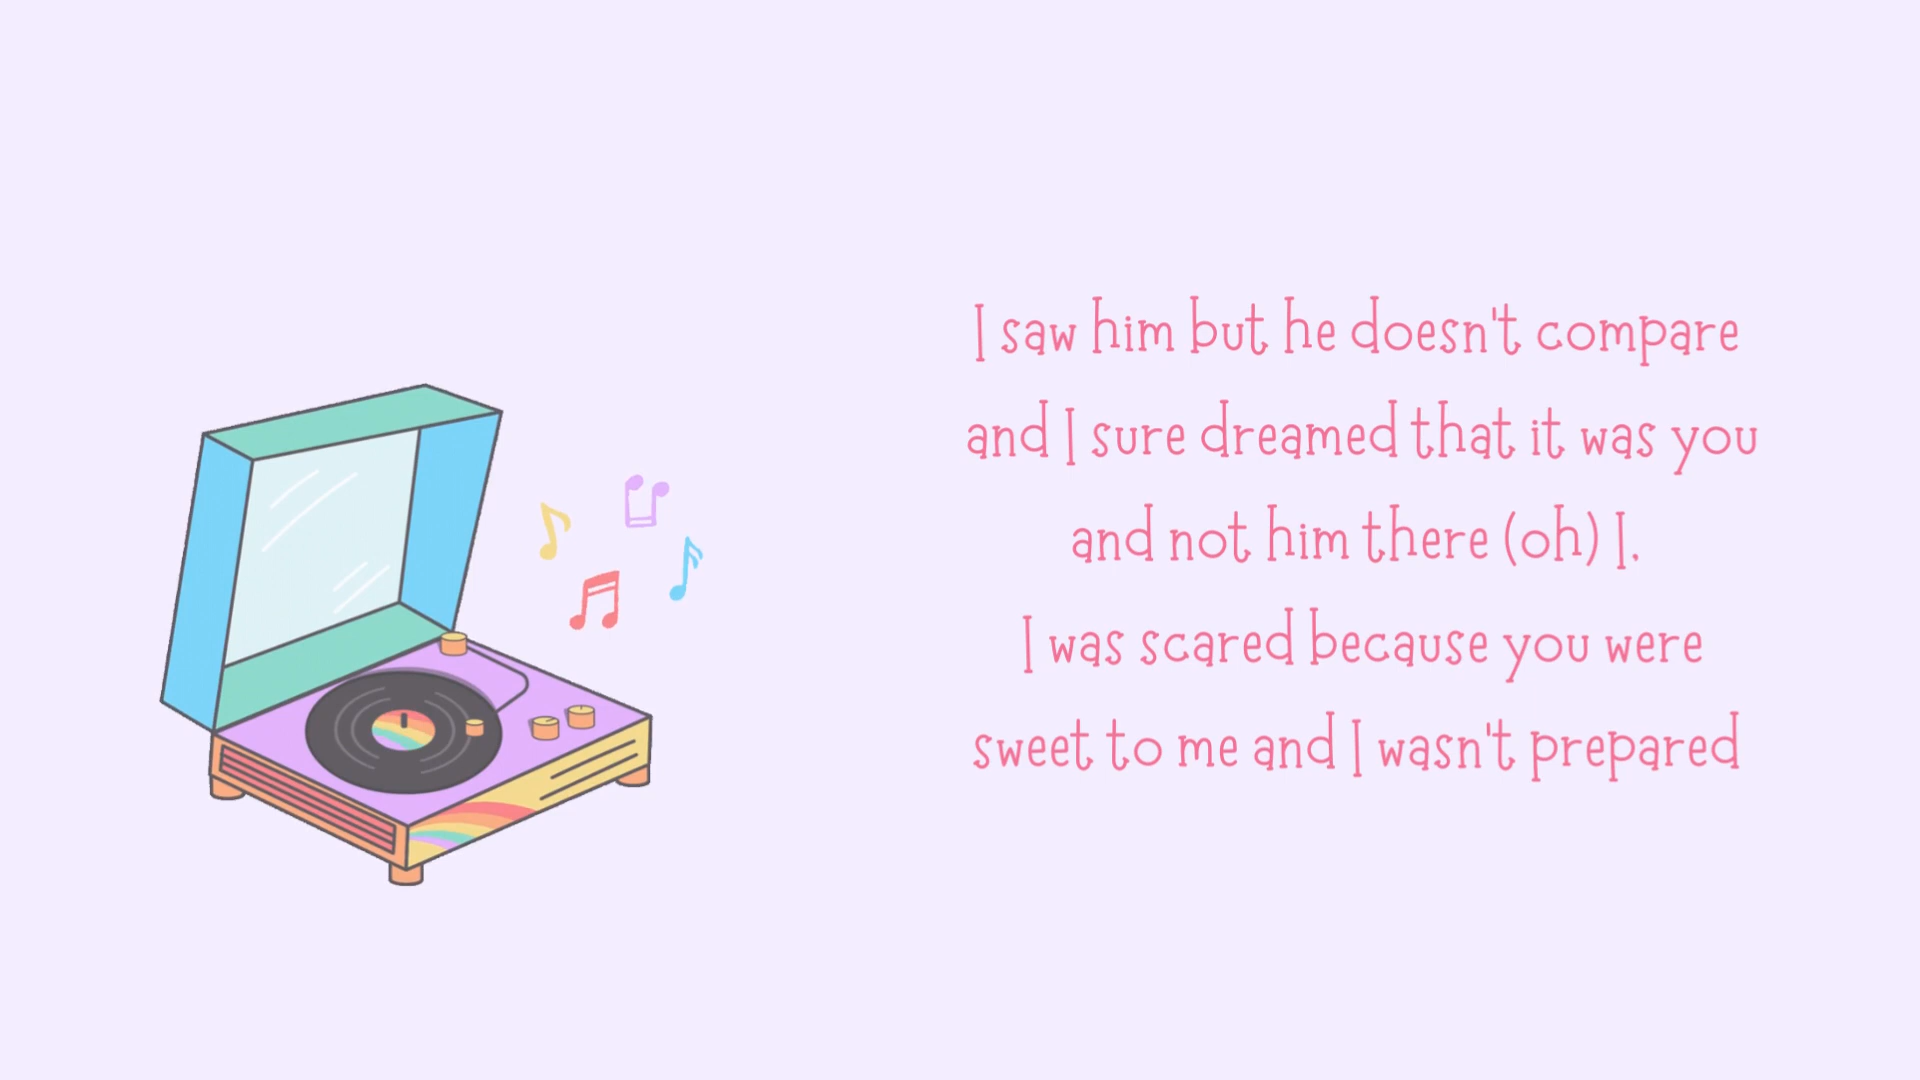 I saw him but he doesn't compare
and I sure dreamed that it was you
and not him there (oh) I,
I was scared because you were
sweet to me and I wasn't prepared